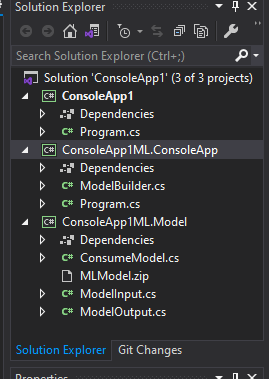 Solution Explorer
Search Solution Explorer (Ctrl+;)
Solution 'ConsoleApp1' (3 of 3 projects)
C# ConsoleApp1
Dependencies
C# Program.cs
C# ConsoleApp1ML.ConsoleApp
Dependencies
C# ModelBuilder.cs
C# Program.cs
C# ConsoleApp1ML.Model
Dependencies
C# ConsumeModel.cs
MLModel.zip
C# ModelInput.cs
C# ModelOutput.cs
Solution Explorer Git Changes
Properties